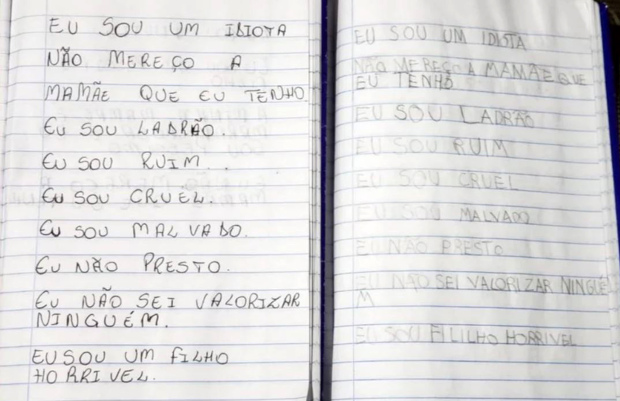 EU SOU UM IDIOTA
NÃO MEREÇO A
MAMÃE QUE EU TENHO
EU SOU LADRÃO.
EU SOU RUIM.
EU SOU CRUEL.
EU SOU MALVADO.
EU NÃO PRESTO.
EU NÃO SEI VALORIZAR
NINGUÉM.
EU SOU UM FILHO
HORRIVEL.
EU SOU UM IDIOTA
NÃO MEREÇO A MAMÃE QUE
EU TENHO
EU SOU LADRÃO
EU SOU RUIM
EU SOU CRUEL
EU SOU MALVADO
EU NÃO PRESTO
EU NÃO SEI VALORIZAR NINGUÉ
M
EU SOU FILILHO HORRIVEL